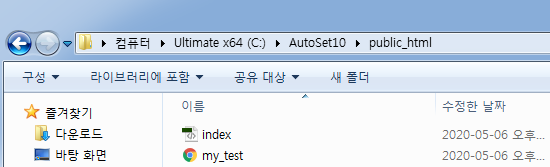 컴퓨터 ▸ Ultimate x64 (C:) ▸ AutoSet10 ▸ public_html ▸
구성 ▾ 라이브러리에 포함 ▾ 공유 대상 ▾ 새 폴더
즐겨찾기
다운로드
바탕 화면
이름 수정한 날짜
index 2020-05-06 오후...
my_test 2020-05-06 오후...